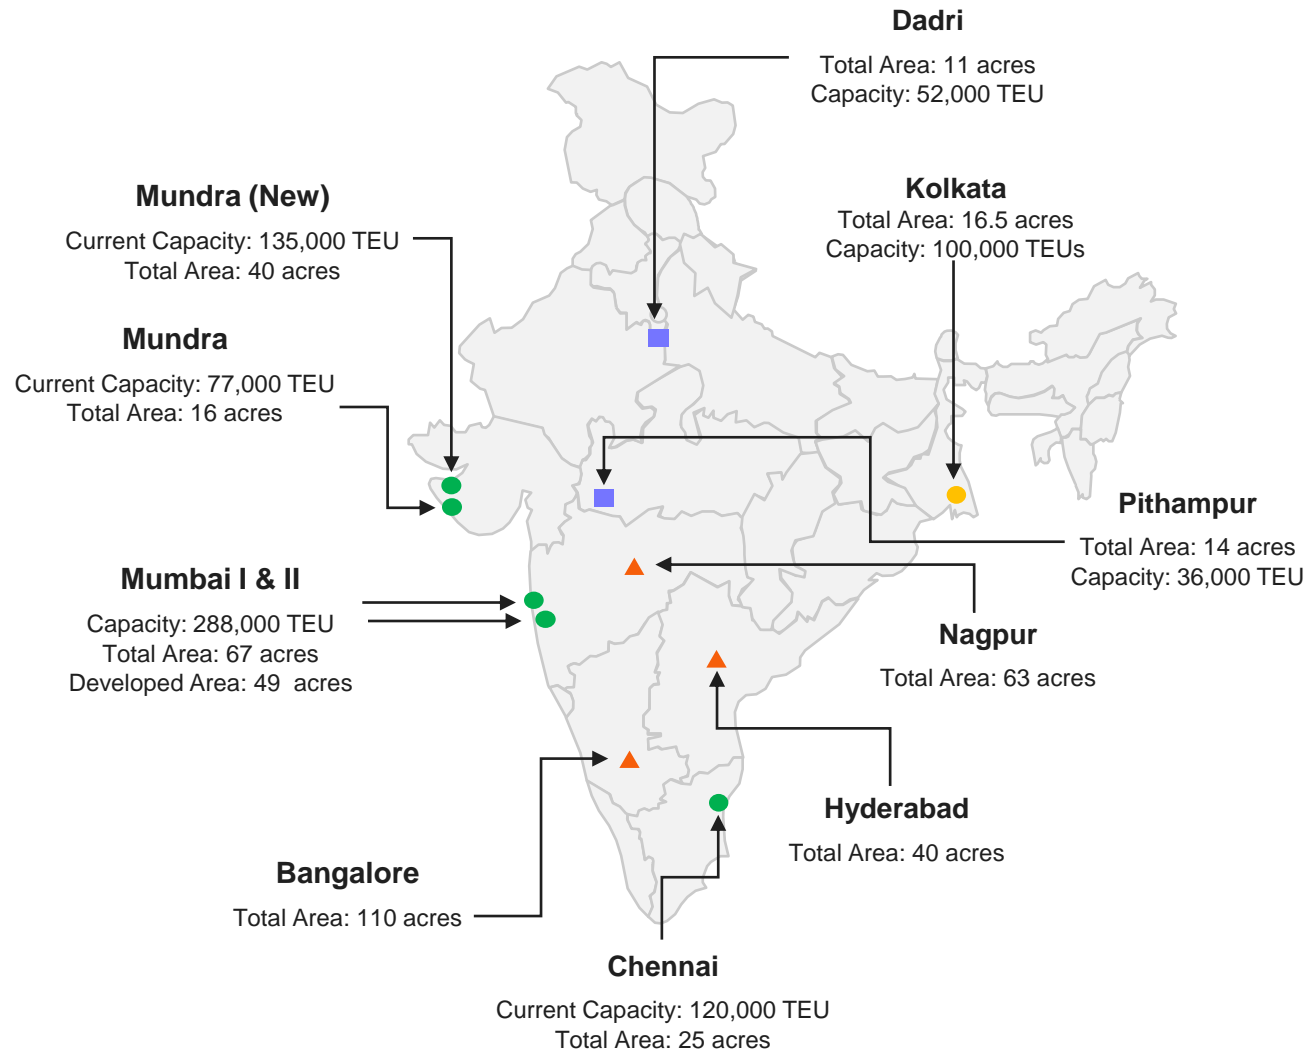 Dadri
Total Area: 11 acres
Capacity: 52,000 TEU
Mundra (New)
Current Capacity: 135,000 TEU
Total Area: 40 acres
Kolkata
Total Area: 16.5 acres
Capacity: 100,000 TEUs
Mundra
Current Capacity: 77,000 TEU
Total Area: 16 acres
Pithampur
Total Area: 14 acres
Capacity: 36,000 TEU
Mumbai I & II
Capacity: 288,000 TEU
Total Area: 67 acres
Developed Area: 49 acres
Nagpur
Total Area: 63 acres
Hyderabad
Total Area: 40 acres
Bangalore
Total Area: 110 acres
Chennai
Current Capacity: 120,000 TEU
Total Area: 25 acres